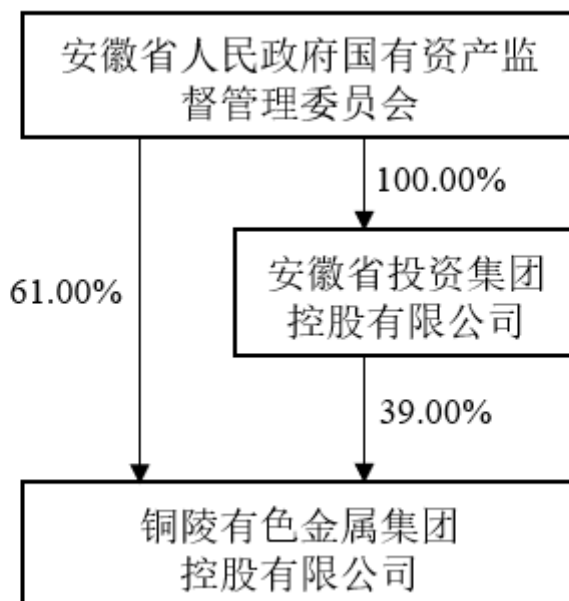 安徽省人民政府国有资产监
督管理委员会
100.00%
安徽省投资集团
控股有限公司
61.00%
39.00%
铜陵有色金属集团
控股有限公司